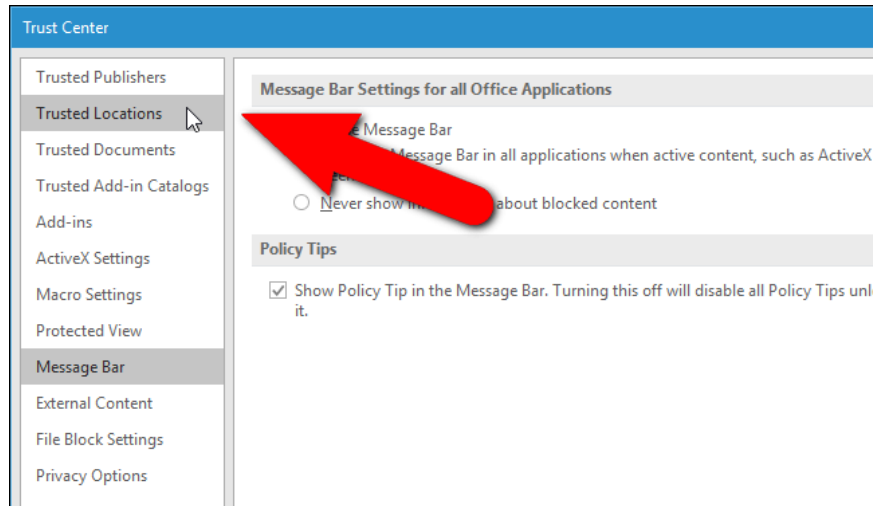 Trust Center
Trusted Publishers
Trusted Locations
Trusted Documents
Trusted Add-in Catalogs
Add-ins
ActiveX Settings
Macro Settings
Protected View
Message Bar
External Content
File Block Settings
Privacy Options
Message Bar Settings for all Office Applications
Message Bar
Message Bar in all applications when active content, such as ActiveX
Never show about blocked content
Policy Tips
Show Policy Tip in the Message Bar. Turning this off will disable all Policy Tips
it.